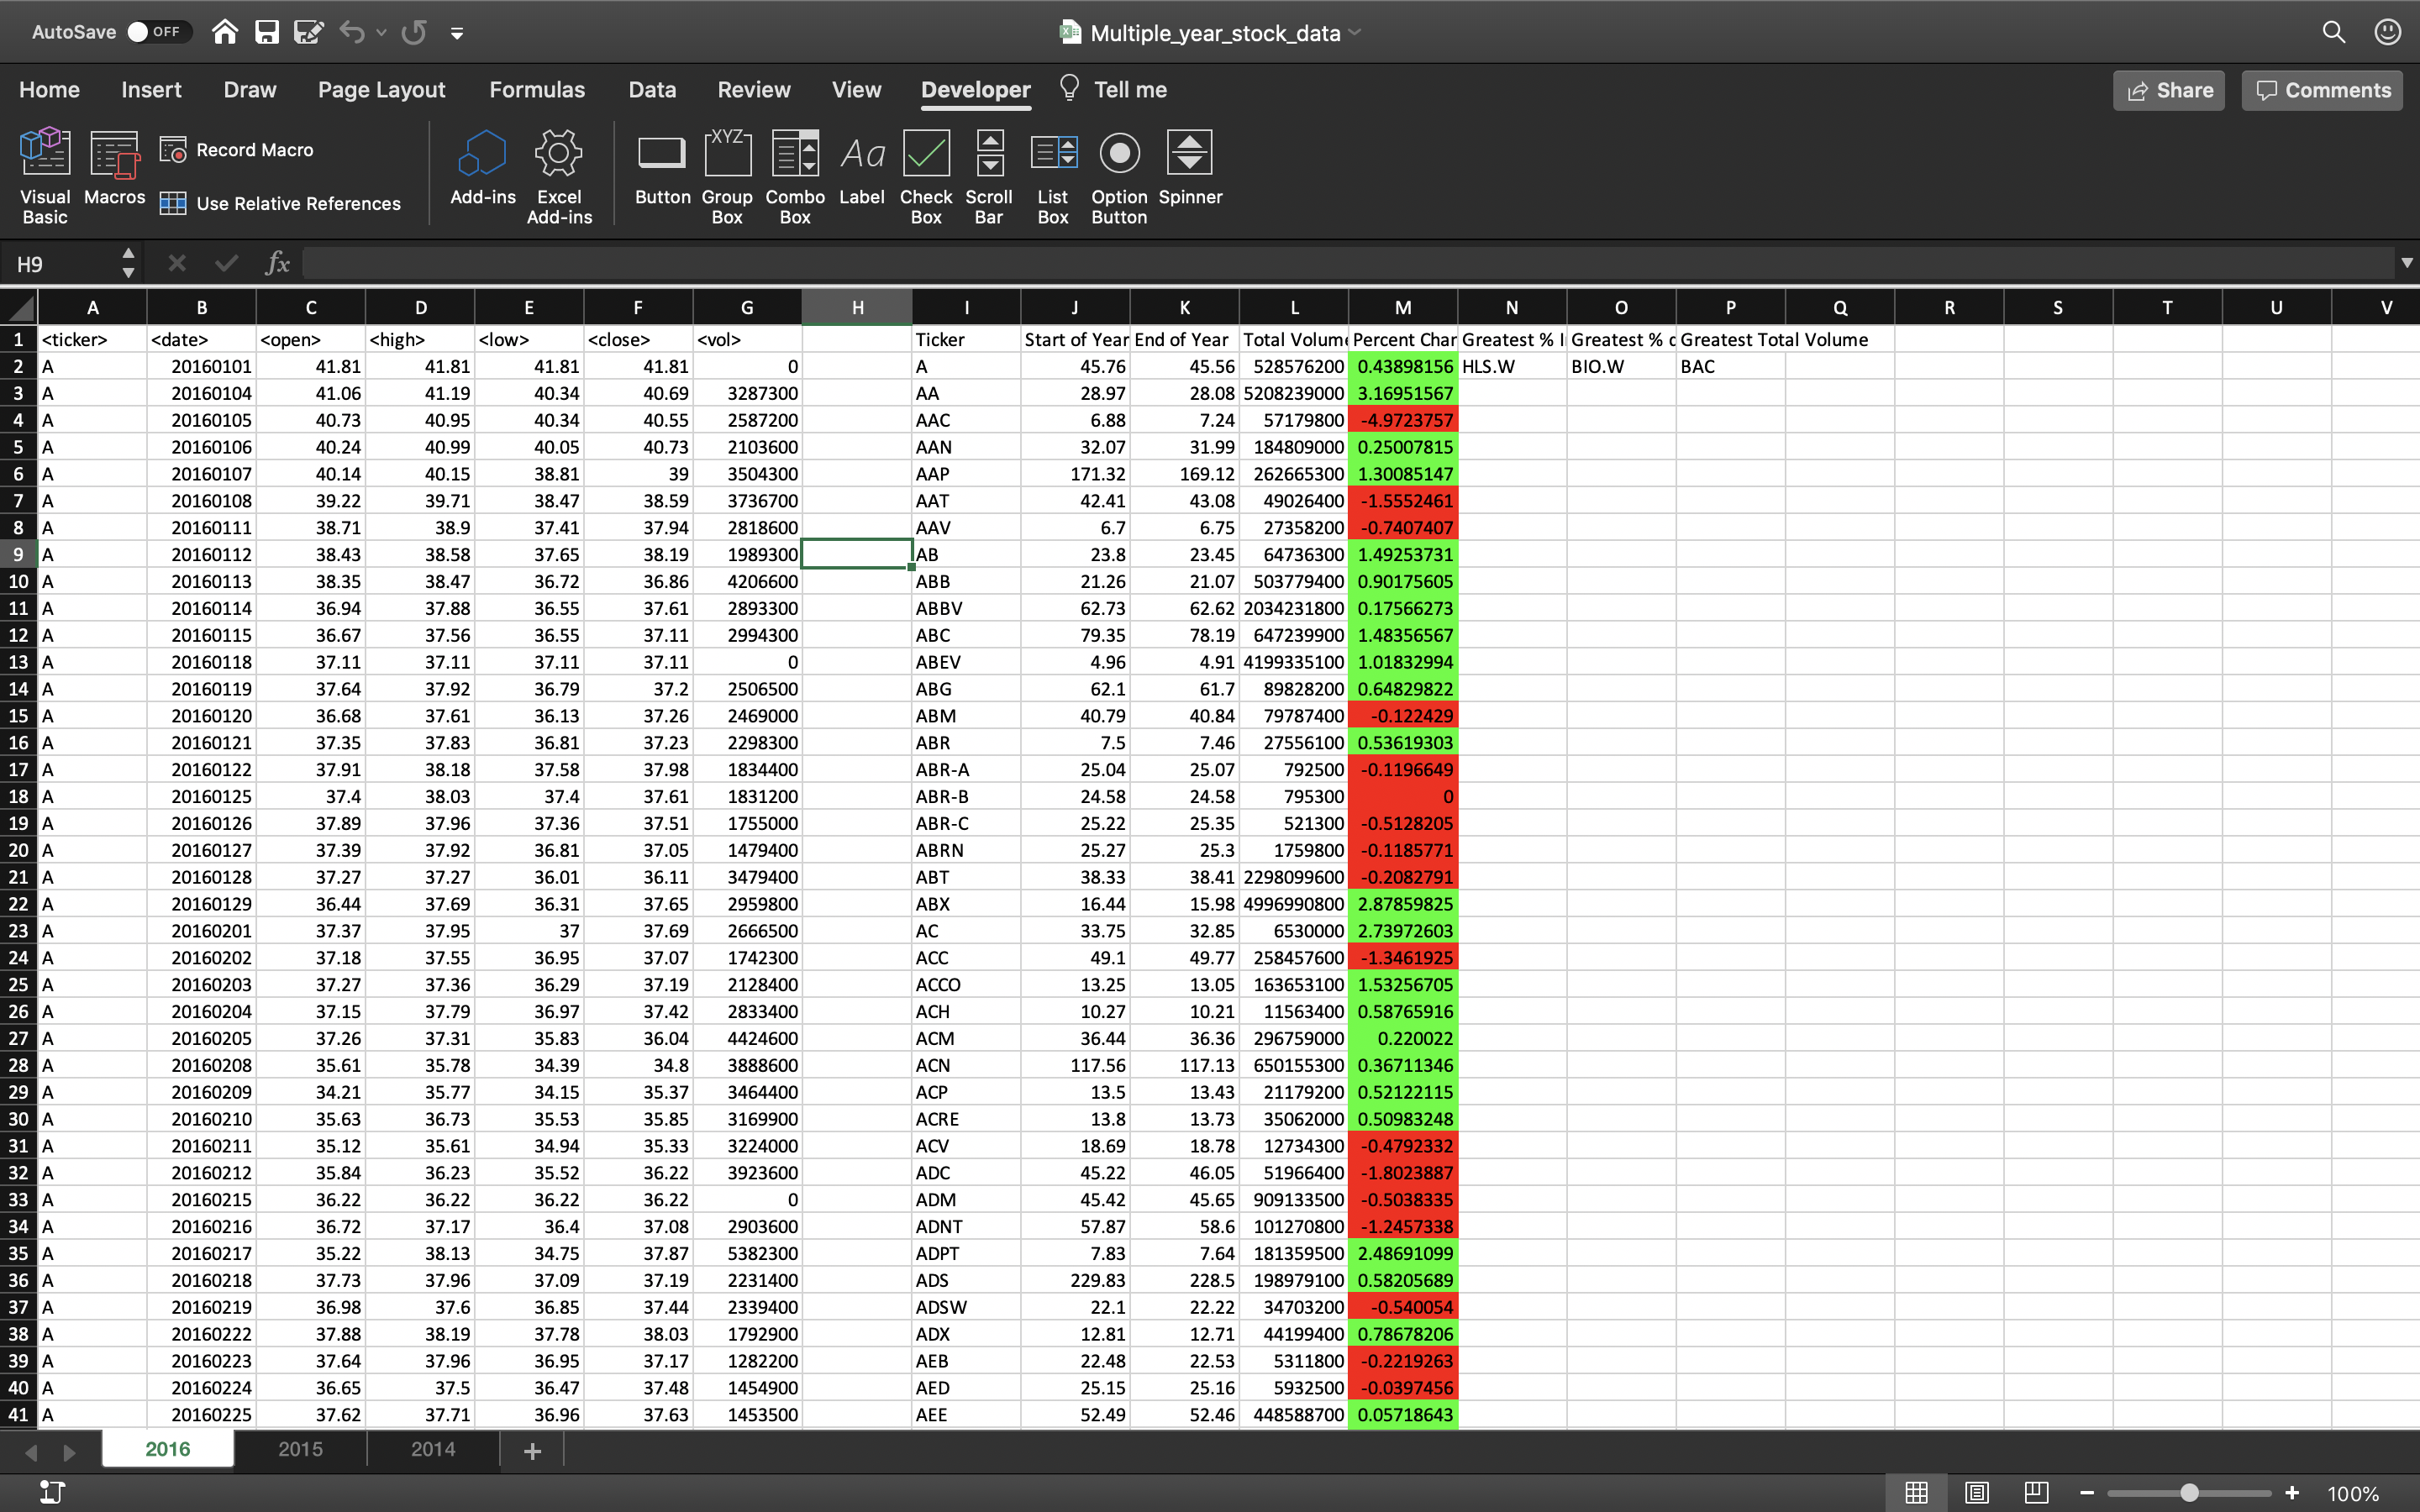 AutoSave OFF Multiple_year_stock_data
Home Insert Draw Page Layout Formulas Data Review View Developer Tell me Share Comments
Visual Basic Macros Record Macro Use Relative References Add-ins Excel Add-ins Button Group Box Combo Box Label Check Box Scroll Bar List Box Option Button Spinner
H9 fx
A B C D E F G H I J K L M N O P Q R S T U V
1 <ticker> <date> <open> <high> <low> <close> <vol> Ticker Start of Year End of Year Total Volum Percent Char Greatest % I Greatest % c Greatest Total Volume
2 A 20160101 41.81 41.81 41.81 41.81 0 A 45.76 45.56 528576200 0.43898156 HLS.W BIO.W BAC
3 A 20160104 41.06 41.19 40.34 40.69 3287300 AA 28.97 28.08 5208239000 3.16951567
4 A 20160105 40.73 40.95 40.34 40.55 2587200 AAC 6.88 7.24 57179800 -4.9723757
5 A 20160106 40.24 40.99 40.05 40.73 2103600 AAN 32.07 31.99 184809000 0.25007815
6 A 20160107 40.14 40.15 38.81 39 3504300 AAP 171.32 169.12 262665300 1.30085147
7 A 20160108 39.22 39.71 38.47 38.59 3736700 AAT 42.41 43.08 49026400 -1.5552461
8 A 20160111 38.71 38.9 37.41 37.94 2818600 AAV 6.7 6.75 27358200 -0.7407407
9 A 20160112 38.43 38.58 37.65 38.19 1989300 AB 23.8 23.45 64736300 1.49253731
10 A 20160113 38.35 38.47 36.72 36.86 4206600 ABB 21.26 21.07 503779400 0.90175605
11 A 20160114 36.94 37.88 36.55 37.61 2893300 ABBV 62.73 62.62 2034231800 0.17566273
12 A 20160115 36.67 37.56 36.55 37.11 2994300 ABC 79.35 78.19 647239900 1.48356567
13 A 20160118 37.11 37.11 37.11 37.11 0 ABEV 4.96 4.91 4199335100 1.01832994
14 A 20160119 37.64 37.92 36.79 37.2 2506500 ABG 62.1 61.7 89828200 0.64829822
15 A 20160120 36.68 37.61 36.13 37.26 2469000 ABM 40.79 40.84 79787400 -0.122429
16 A 20160121 37.35 37.83 36.81 37.23 2298300 ABR 7.5 7.46 27556100 0.53619303
17 A 20160122 37.91 38.18 37.58 37.98 1834400 ABR-A 25.04 25.07 792500 -0.1196649
18 A 20160125 37.4 38.03 37.4 37.61 1831200 ABR-B 24.58 24.58 795300 0
19 A 20160126 37.89 37.96 37.36 37.51 1755000 ABR-C 25.22 25.35 521300 -0.5128205
20 A 20160127 37.39 37.92 36.81 37.05 1479400 ABRN 25.27 25.3 1759800 -0.1185771
21 A 20160128 37.27 37.27 36.01 36.11 3479400 ABT 38.33 38.41 2298099600 -0.2082791
22 A 20160129 36.44 37.69 36.31 37.65 2959800 ABX 16.44 15.98 4996990800 2.87859825
23 A 20160201 37.37 37.95 37 37.69 2666500 AC 33.75 32.85 6530000 2.73972603
24 A 20160202 37.18 37.55 36.95 37.07 1742300 ACC 49.1 49.77 258457600 -1.3461925
25 A 20160203 37.27 37.36 36.29 37.19 2128400 ACCO 13.25 13.05 163653100 1.53256705
26 A 20160204 37.15 37.79 36.97 37.42 2833400 ACH 10.27 10.21 11563400 0.58765916
27 A 20160205 37.26 37.31 35.83 36.04 4424600 ACM 36.44 36.36 296759000 0.220022
28 A 20160208 35.61 35.78 34.39 34.8 3888600 ACN 117.56 117.13 650155300 0.36711346
29 A 20160209 34.21 35.77 34.15 35.37 3464400 ACP 13.5 13.43 21179200 0.52122115
30 A 20160210 35.63 36.73 35.53 35.85 3169900 ACRE 13.8 13.73 35062000 0.50983248
31 A 20160211 35.12 35.61 34.94 35.33 3224000 ACV 18.69 18.78 12734300 -0.4792332
32 A 20160212 35.84 36.23 35.52 36.22 3923600 ADC 45.22 46.05 51966400 -1.8023887
33 A 20160215 36.22 36.22 36.22 36.22 0 ADM 45.42 45.65 909133500 -0.5038335
34 A 20160216 36.72 37.17 36.4 37.08 2903600 ADNT 57.87 58.6 101270800 -1.2457338
35 A 20160217 35.22 38.13 34.75 37.87 5382300 ADPT 7.83 7.64 181359500 2.48691099
36 A 20160218 37.73 37.96 37.09 37.19 2231400 ADS 229.83 228.5 198979100 0.58205689
37 A 20160219 36.98 37.6 36.85 37.44 2339400 ADSW 22.1 22.22 34703200 -0.540054
38 A 20160222 37.88 38.19 37.78 38.03 1792900 ADX 12.81 12.71 44199400 0.78678206
39 A 20160223 37.64 37.96 36.95 37.17 1282200 AEB 22.48 22.53 5311800 -0.2219263
40 A 20160224 36.65 37.5 36.47 37.48 1454900 AED 25.15 25.16 5932500 -0.0397456
41 A 20160225 37.62 37.71 36.96 37.63 1453500 AEE 52.49 52.46 448588700 0.05718643
2016 2015 2014 +
100%